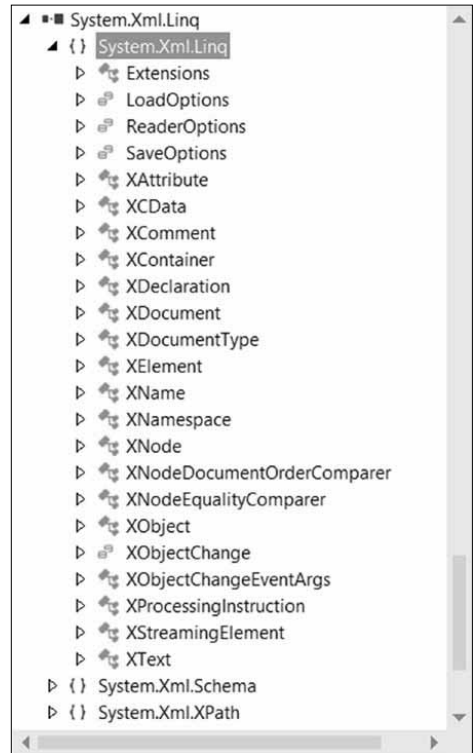 System.Xml.Linq
{ } System.Xml.Linq
Extensions
LoadOptions
ReaderOptions
SaveOptions
XAttribute
XCData
XComment
XContainer
XDeclaration
XDocument
XDocumentType
XElement
XName
XNamespace
XNode
XNodeDocumentOrderComparer
XNodeEqualityComparer
XObject
XObjectChange
XObjectChangeEventArgs
XProcessingInstruction
XStreamingElement
XText
{ } System.Xml.Schema
{ } System.Xml.XPath